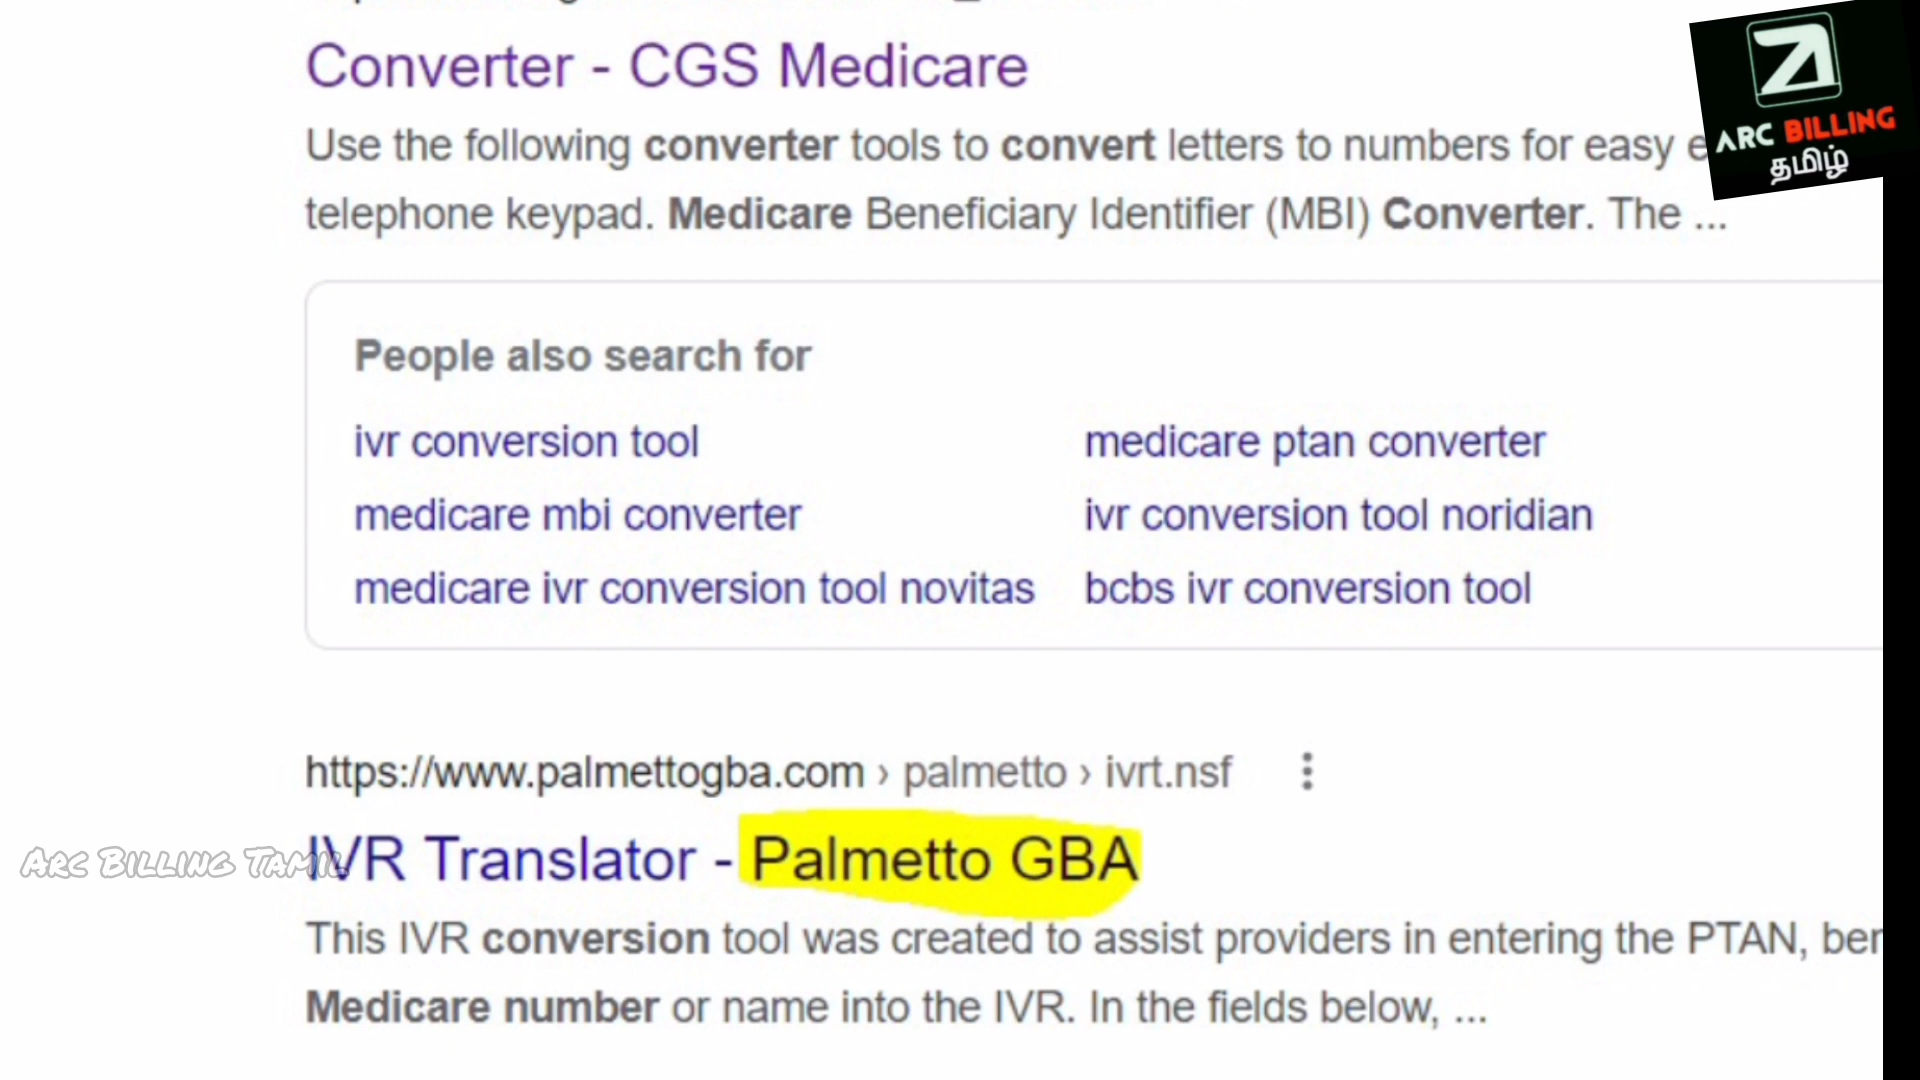 Converter - CGS Medicare
Use the following converter tools to convert letters to numbers for easy
telephone keypad. Medicare Beneficiary Identifier (MBI) Converter. The ...
ARC BILLING
தமிழ்
People also search for
ivr conversion tool
medicare ptan converter
medicare mbi converter
ivr conversion tool noridian
medicare ivr conversion tool novitas
bcbs ivr conversion tool
https://www.palmettogba.com › palmetto › ivrt.nsf
IVR Translator - Palmetto GBA
Arc Billing Tamil
This IVR conversion tool was created to assist providers in entering the PTAN,
Medicare number or name into the IVR. In the fields below, ...